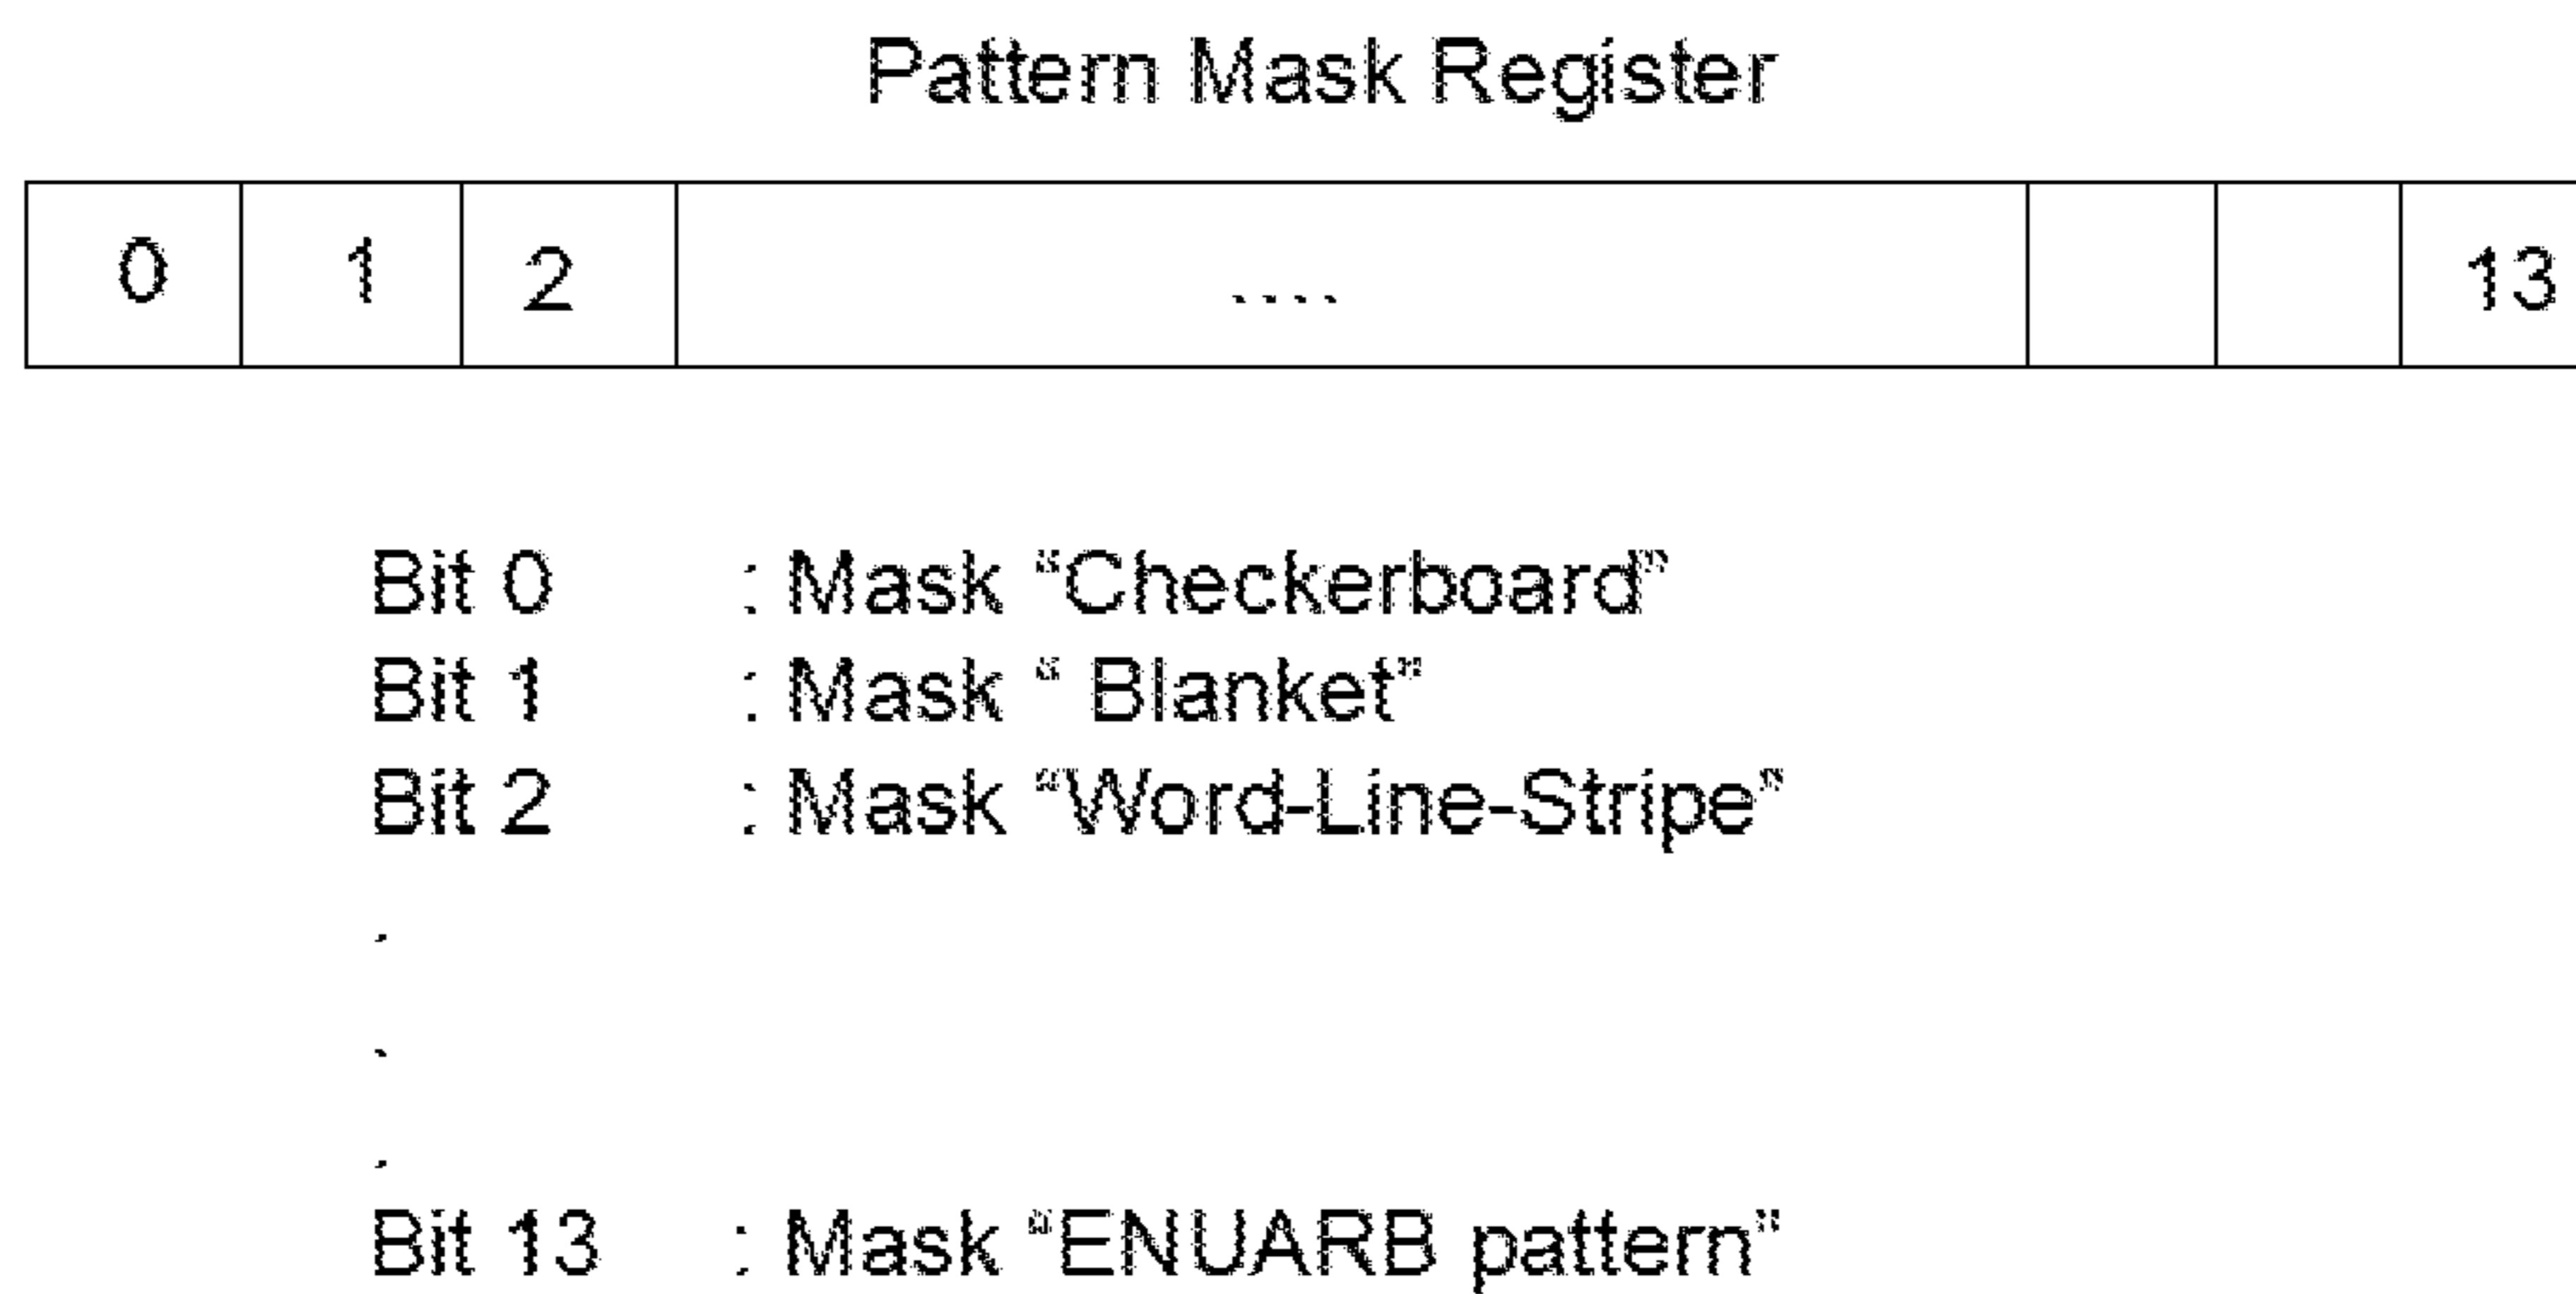 Pattern Mask Register
0 1 2 .... 13
Bit 0 : Mask “Checkerboard”
Bit 1 : Mask “ Blanket”
Bit 2 : Mask “Word-Line-Stripe”
.
.
.
Bit 13 : Mask “ENUARB pattern”